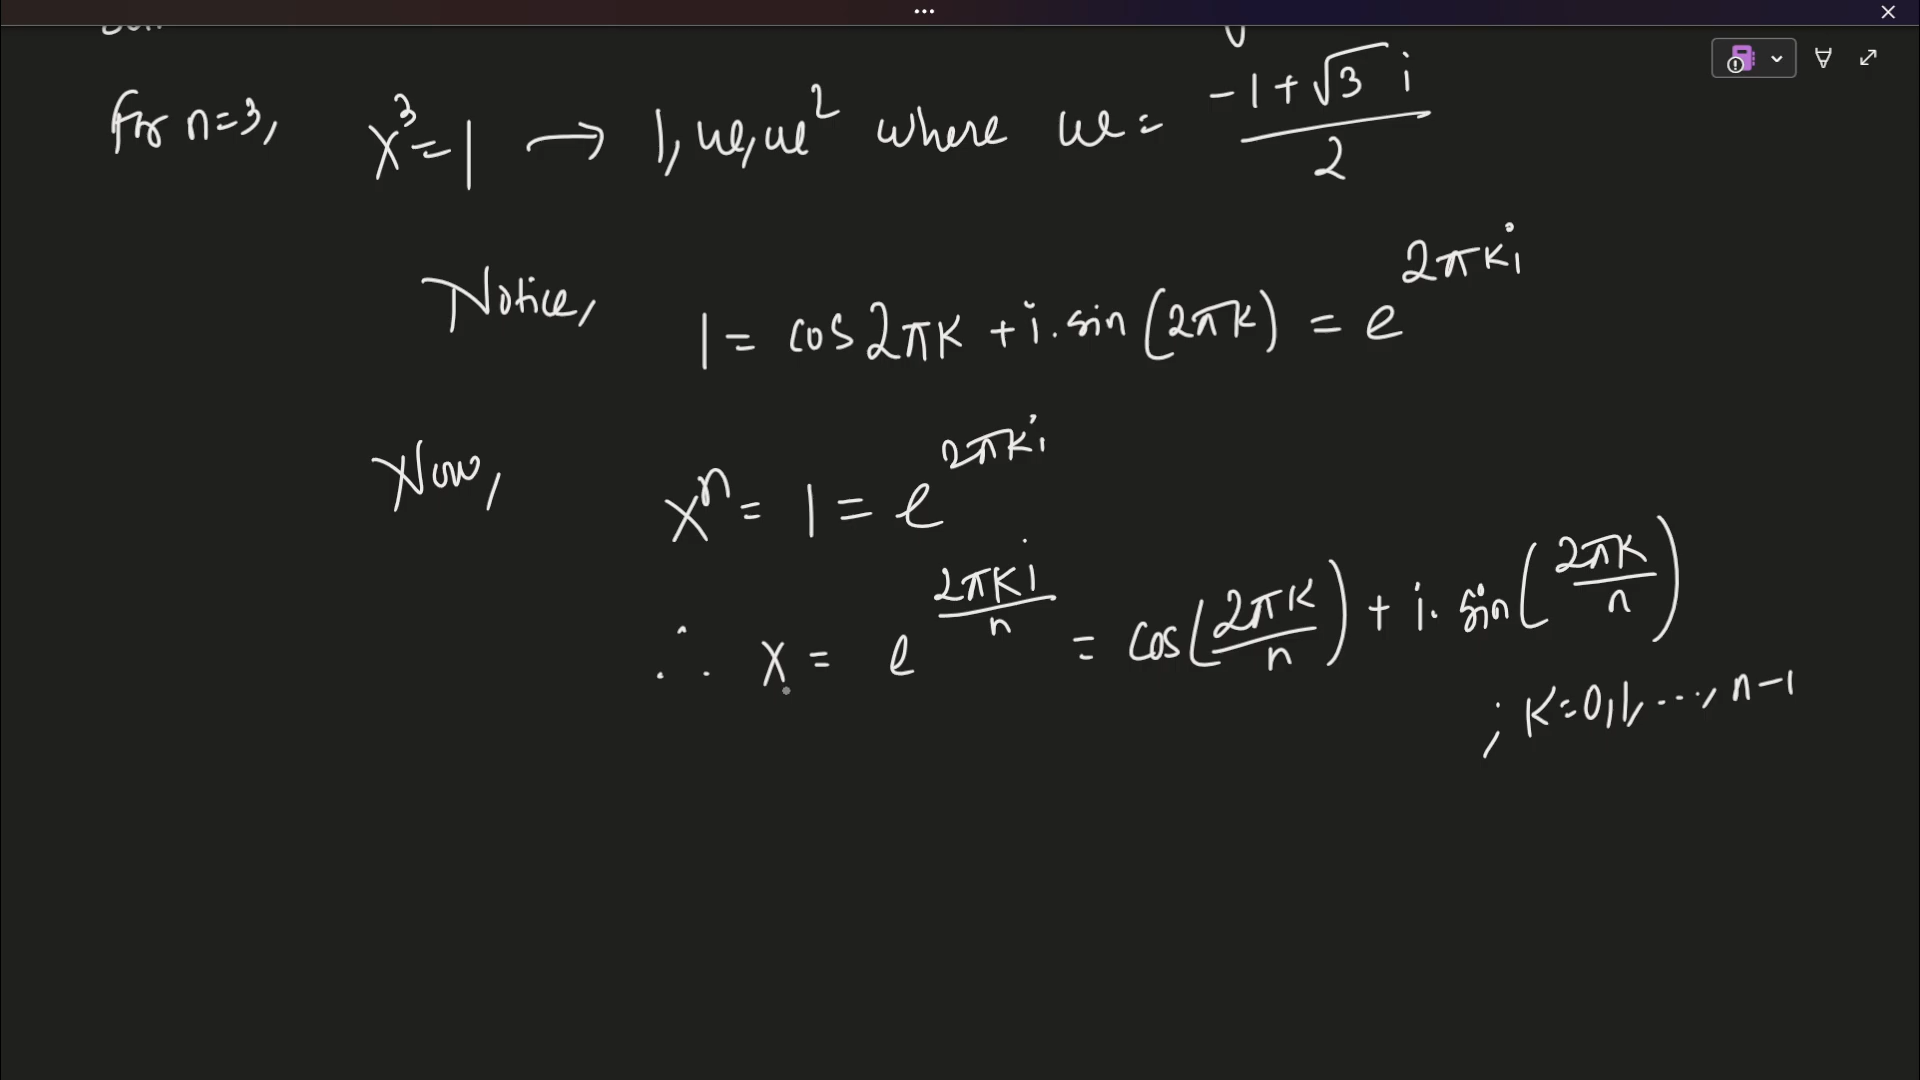 For n=3, x³=1 → 1, ω, ω² where ω = (-1+√3 i)/2
Notice, 1 = cos 2πk + i.sin(2πk) = e^(2πki)
Now, xⁿ = 1 = e^(2πki)
∴ x = e^(2πki/n) = cos(2πk/n) + i. sin(2πk/n)
; k=0,1, ..., n-1